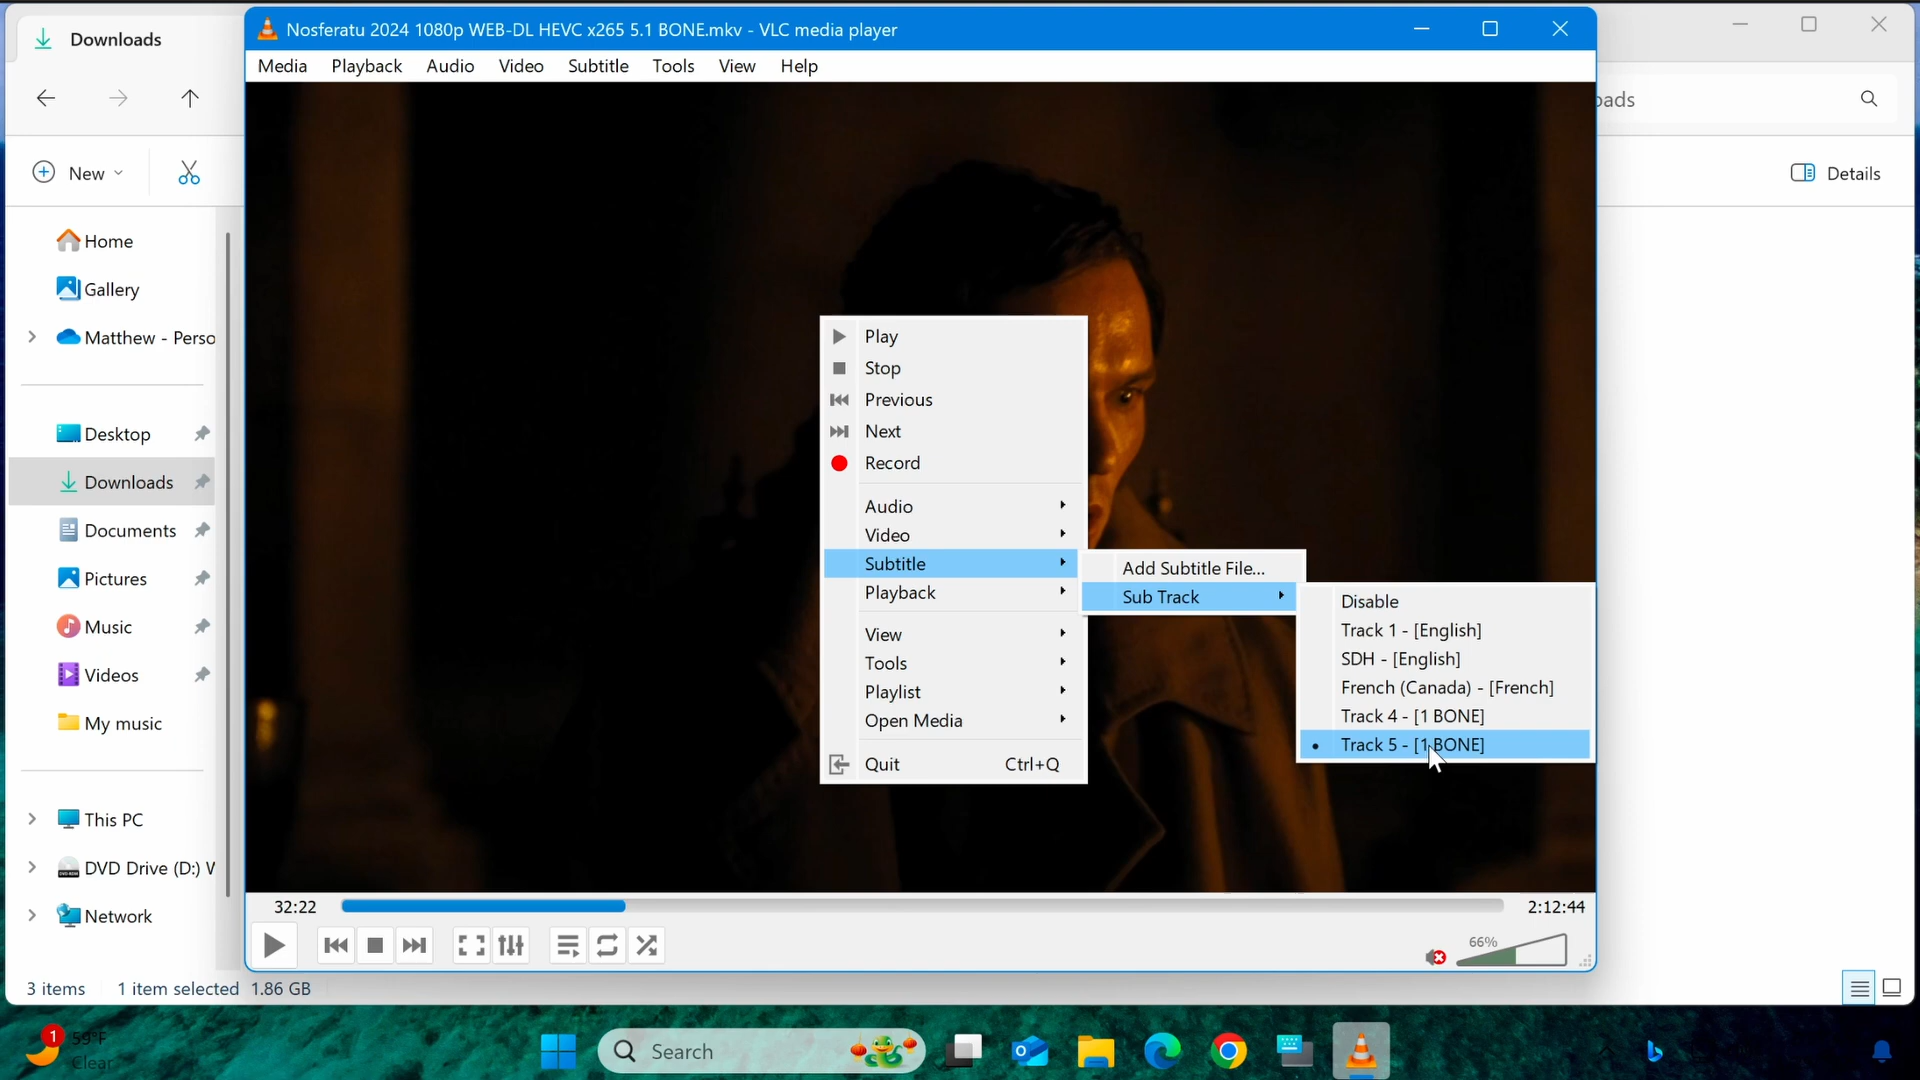 Downloads
Nosferatu 2024 1080p WEB-DL HEVC x265 5.1 BONE.mkv - VLC media player
Media Playback Audio Video Subtitle Tools View Help
oads
New
Details
Home
Gallery
Matthew - Perso
Desktop
Downloads
Documents
Pictures
Music
Videos
My music
This PC
DVD Drive (D:) W
Network
Play
Stop
Previous
Next
Record
Audio
Video
Subtitle
Playback
View
Tools
Playlist
Open Media
Quit Ctrl+Q
Add Subtitle File...
Sub Track
Disable
Track 1 - [English]
SDH - [English]
French (Canada) - [French]
Track 4 - [1 BONE]
Track 5 - [1 BONE]
32:22
2:12:44
66%
3 items 1 item selected 1.86 GB
1
59°F
Clear
Search